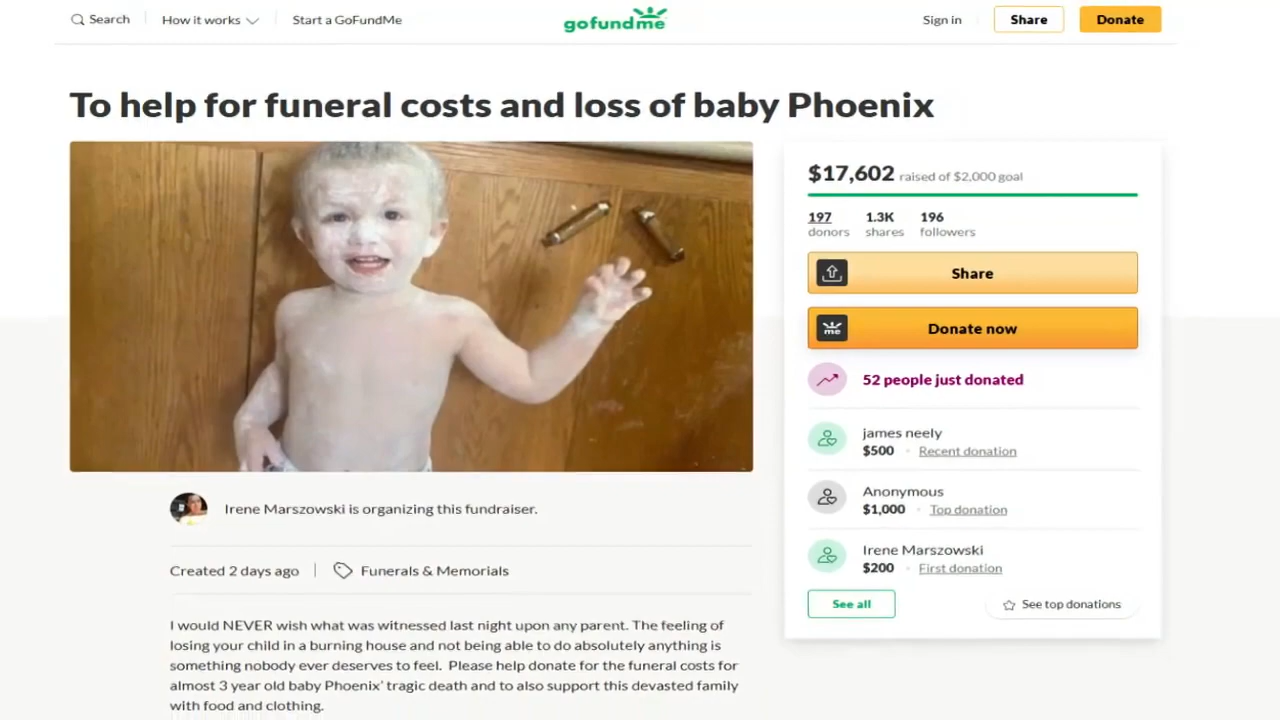 Search
How it works
Start a GoFundMe
gofundme
Sign in
Share
Donate
To help for funeral costs and loss of baby Phoenix
$17,602 raised of $2,000 goal
197 1.3K 196
donors shares followers
Share
me Donate now
52 people just donated
james neely
$500 · Recent donation
Anonymous
$1,000 · Top donation
Irene Marszowski
$200 · First donation
See all
See top donations
Irene Marszowski is organizing this fundraiser.
Created 2 days ago | Funerals & Memorials
I would NEVER wish what was witnessed last night upon any parent. The feeling of
losing your child in a burning house and not being able to do absolutely anything is
something nobody ever deserves to feel. Please help donate for the funeral costs for
almost 3 year old baby Phoenix’ tragic death and to also support this devasted family
with food and clothing.